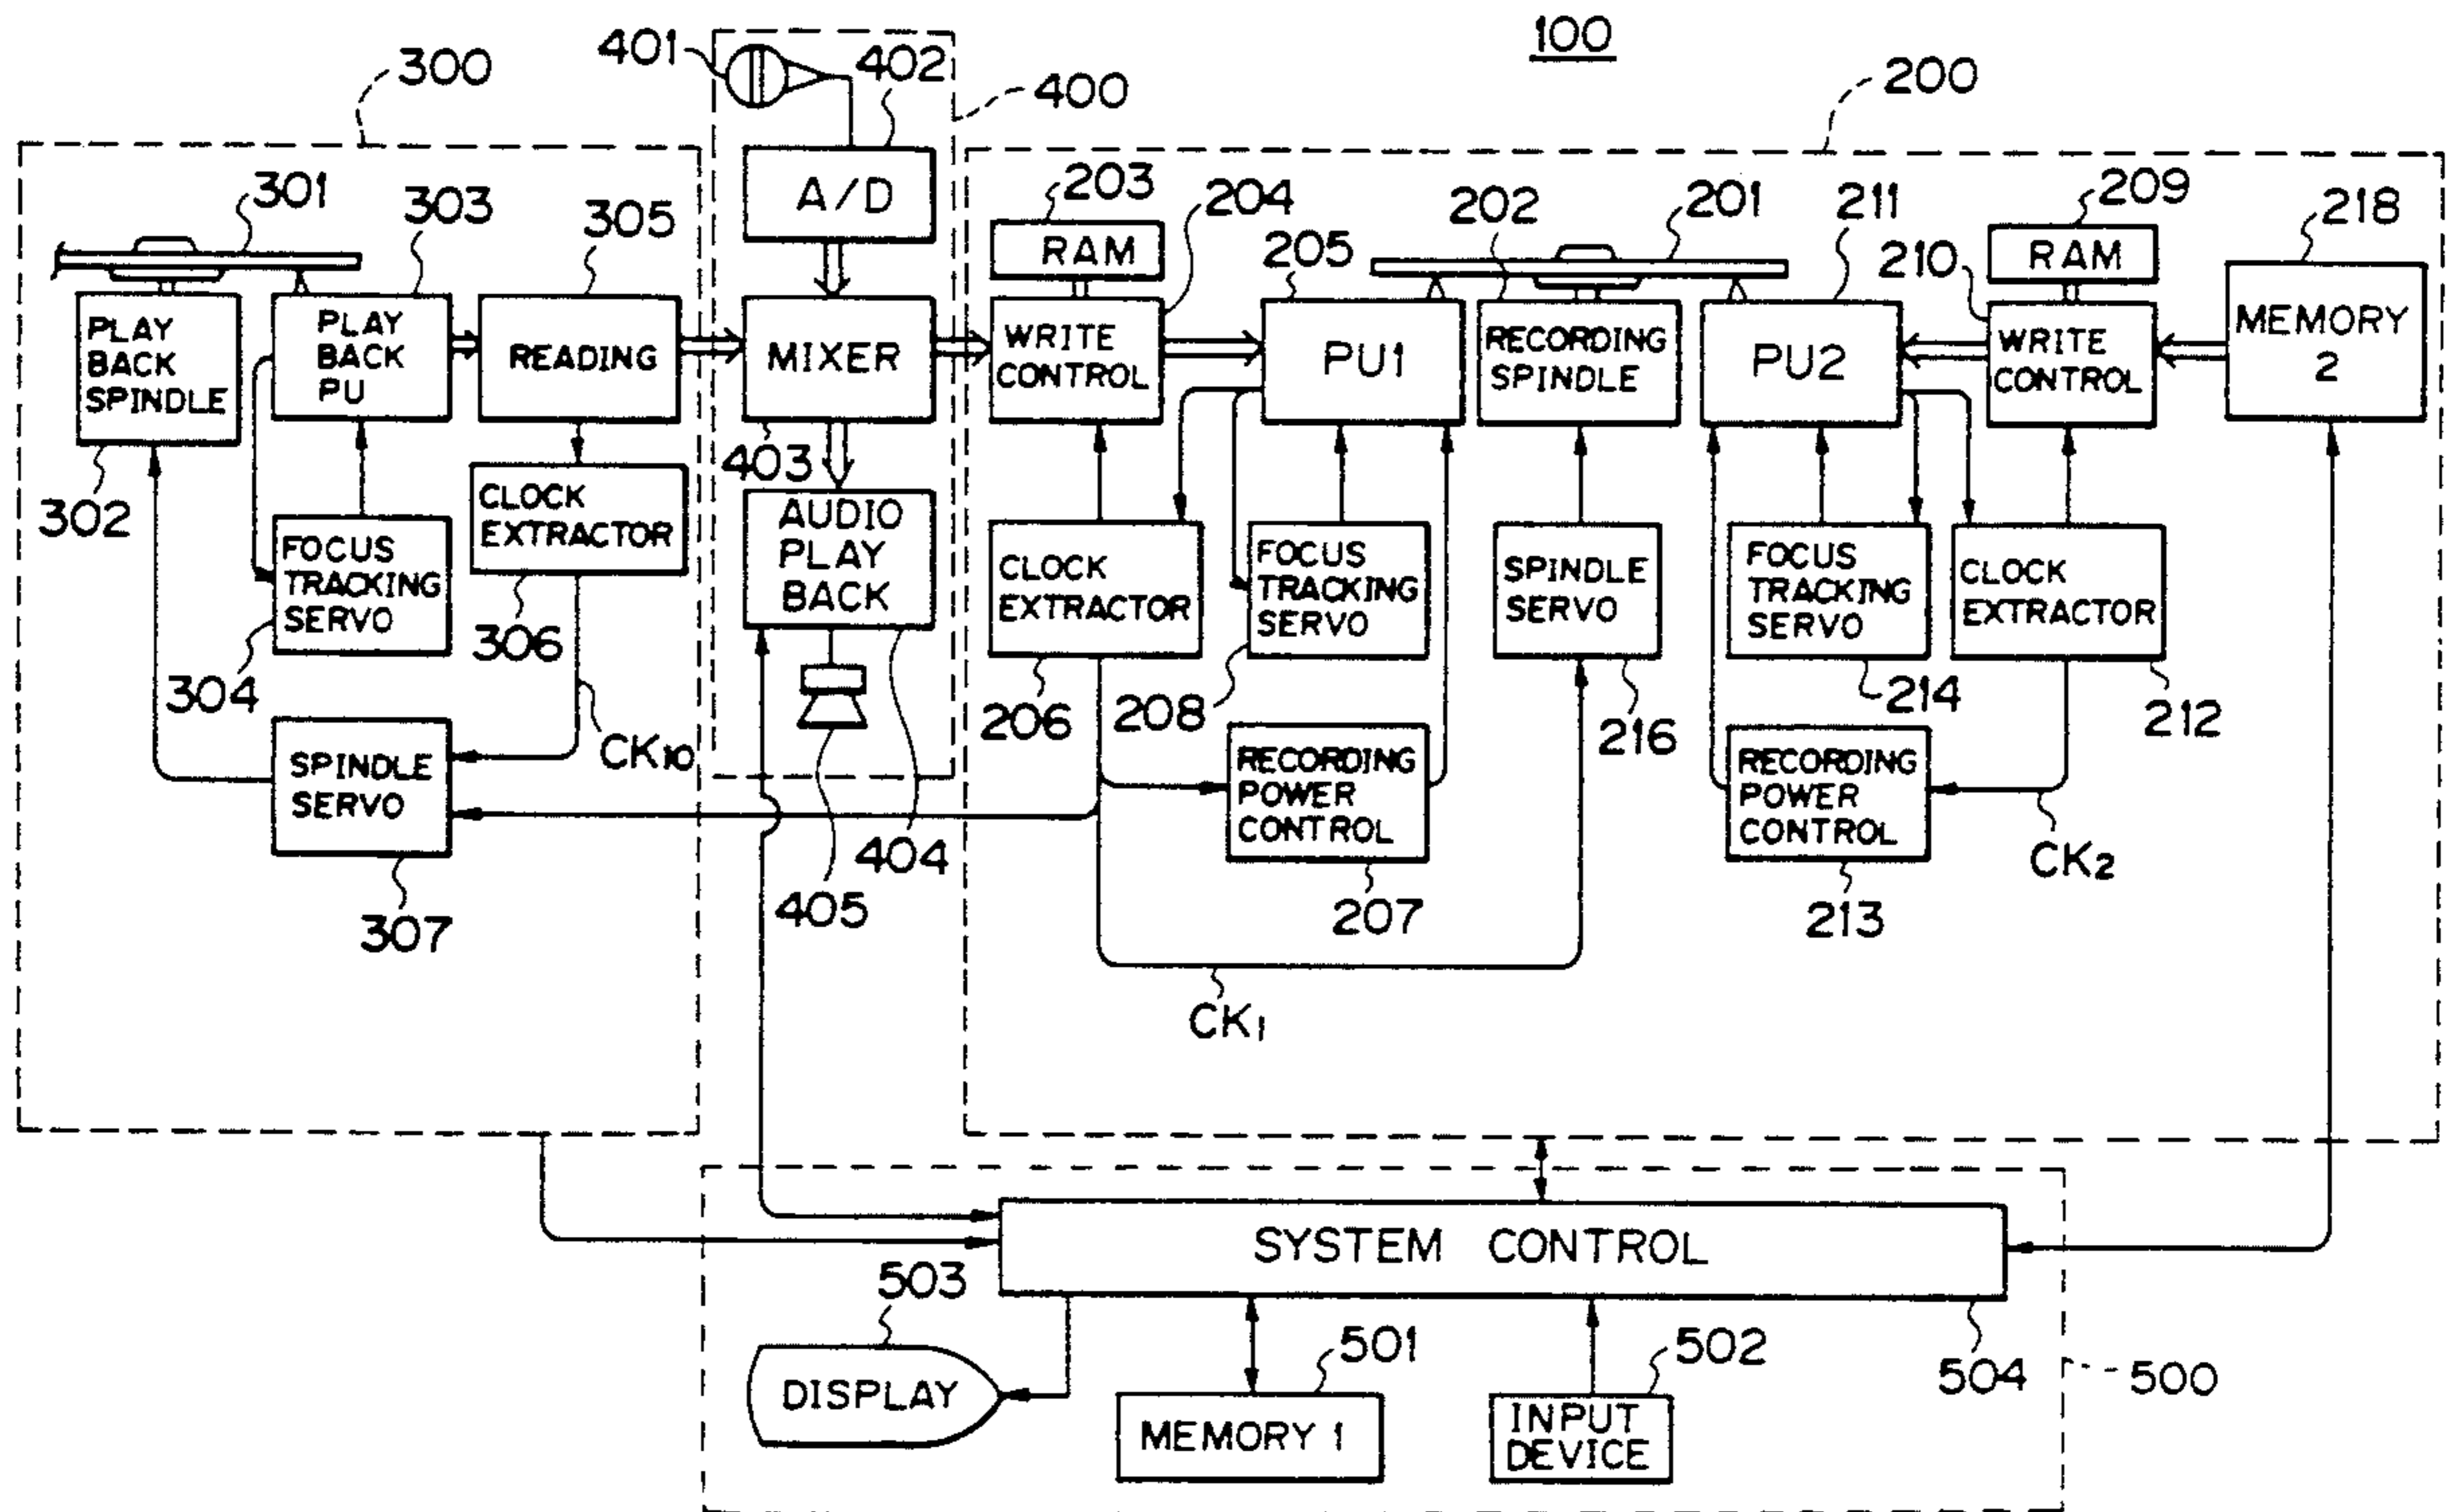 100
401
402
300
400
200
301
303
305
A/D
203
204
202
201
211
209
218
RAM
205
210
RAM
PLAY
BACK
SPINDLE
PLAY
BACK
PU
READING
MIXER
WRITE
CONTROL
PU1
RECORDING
SPINDLE
PU2
WRITE
CONTROL
MEMORY
2
302
403
CLOCK
EXTRACTOR
AUDIO
PLAY
BACK
FOCUS
TRACKING
SERVO
CLOCK
EXTRACTOR
FOCUS
TRACKING
SERVO
SPINDLE
SERVO
FOCUS
TRACKING
SERVO
CLOCK
EXTRACTOR
304
306
206
208
216
214
212
SPINDLE
SERVO
CK10
RECORDING
POWER
CONTROL
RECORDING
POWER
CONTROL
307
405
404
207
213
CK2
CK1
SYSTEM CONTROL
503
501
502
504
500
DISPLAY
MEMORY 1
INPUT
DEVICE